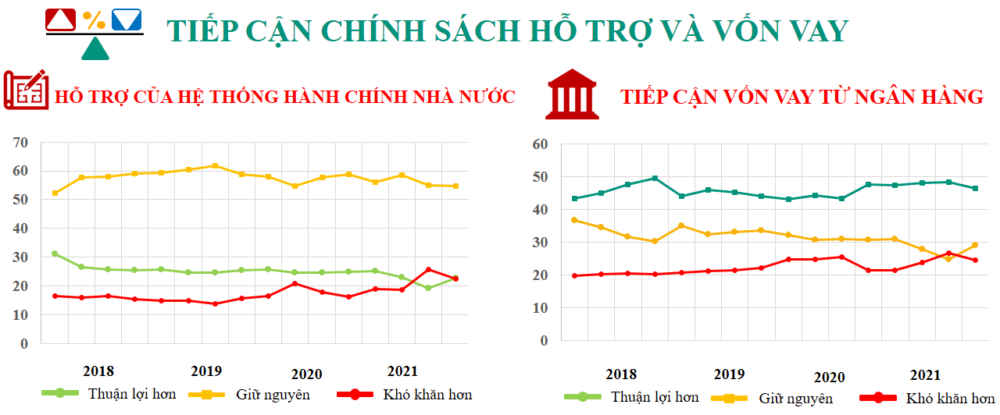 %
TIẾP CẬN CHÍNH SÁCH HỖ TRỢ VÀ VỐN VAY
HỖ TRỢ CỦA HỆ THỐNG HÀNH CHÍNH NHÀ NƯỚC
70
60
50
40
30
20
10
0
2018 2019 2020 2021
Thuận lợi hơn Giữ nguyên Khó khăn hơn
TIẾP CẬN VỐN VAY TỪ NGÂN HÀNG
60
50
40
30
20
10
0
2018 2019 2020 2021
Thuận lợi hơn Giữ nguyên Khó khăn hơn